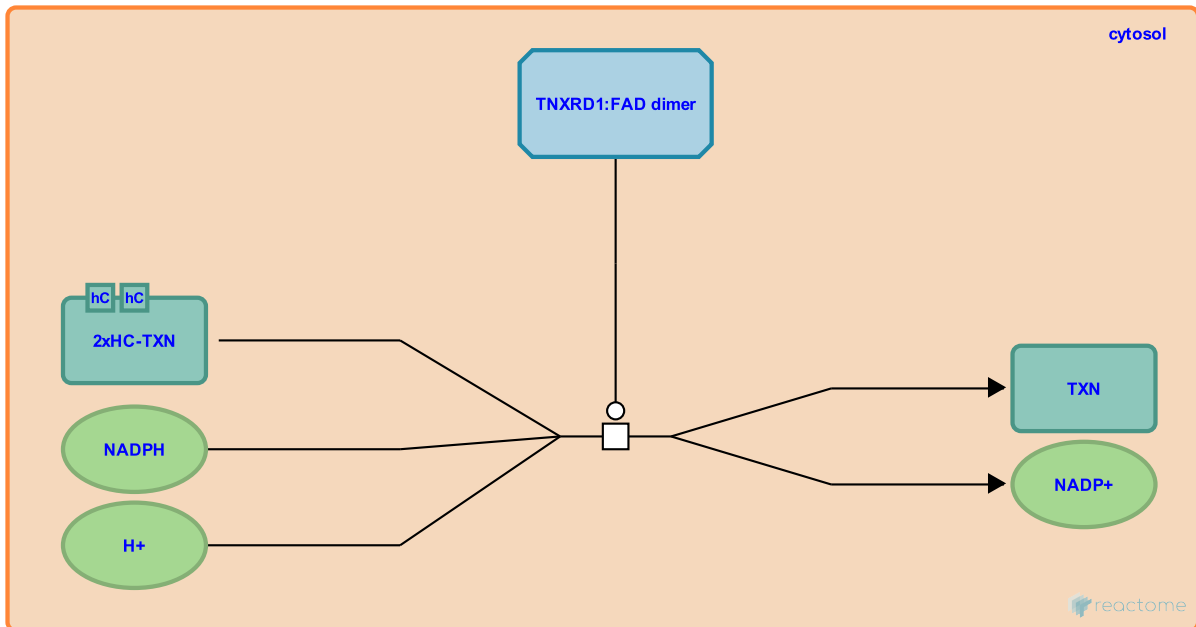 cytosol
TNXRD1:FAD dimer
hC hC
2xHC-TXN
NADPH
H+
TXN
NADP+
reactome